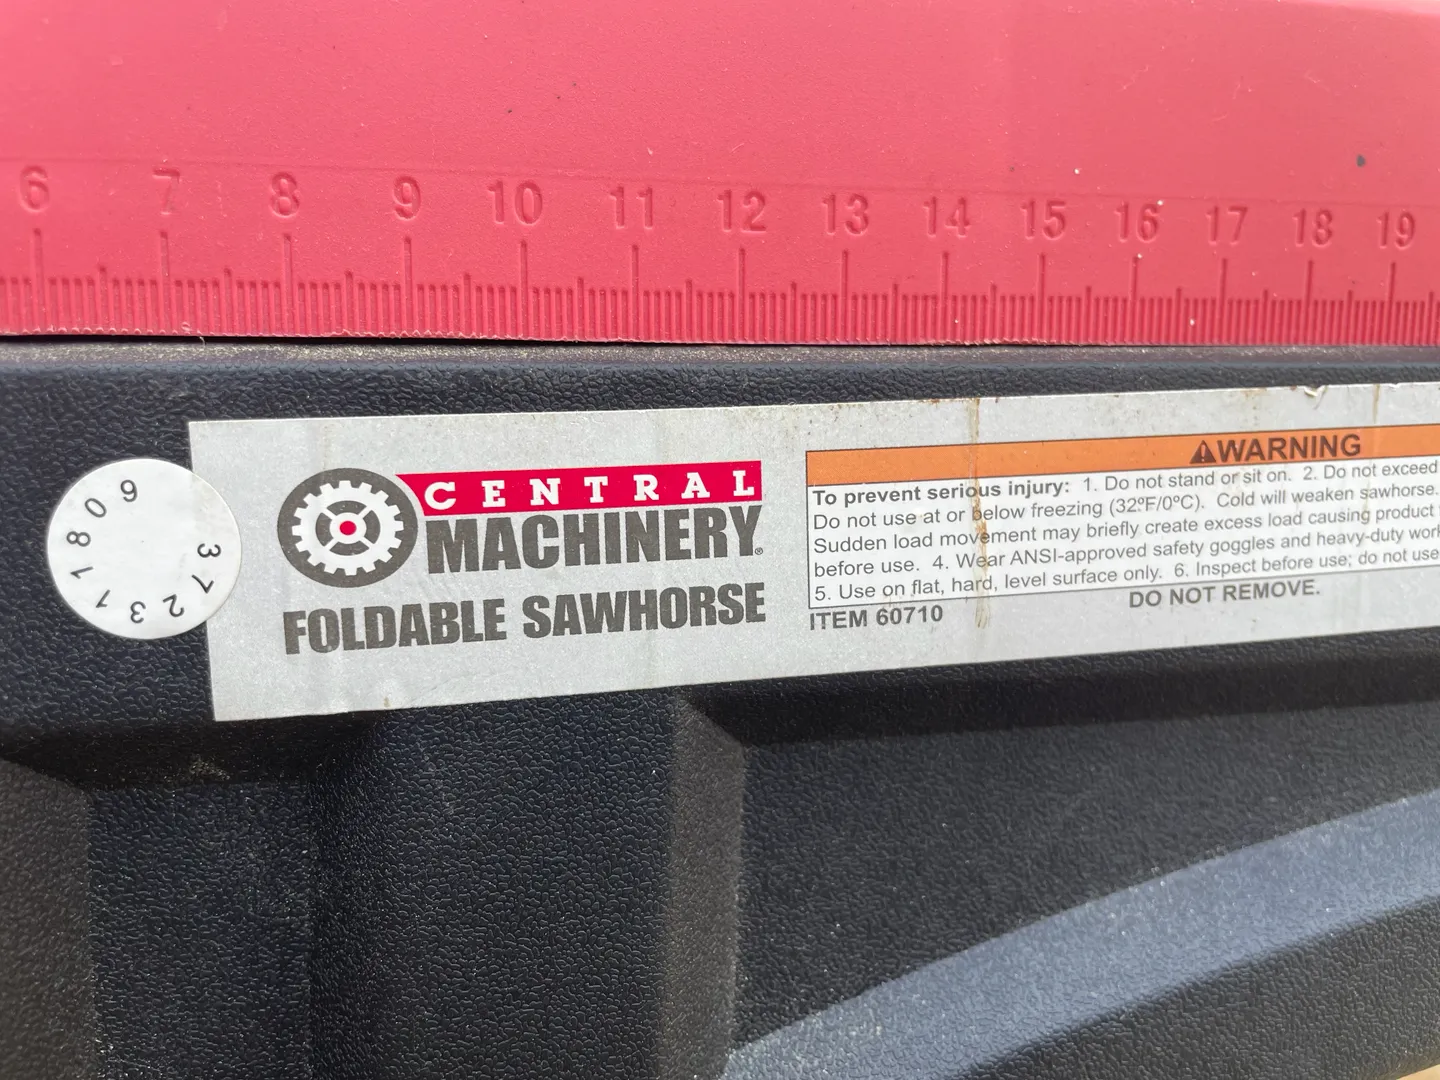 6 7 8 9 10 11 12 13 14 15 16 17 18 19
372311809
CENTRAL
MACHINERY®
FOLDABLE SAWHORSE
⚠WARNING
To prevent serious injury: 1. Do not stand or sit on. 2. Do not exceed
Do not use at or below freezing (32ºF/0ºC). Cold will weaken sawhorse.
Sudden load movement may briefly create excess load causing product
before use. 4. Wear ANSI-approved safety goggles and heavy-duty work
5. Use on flat, hard, level surface only. 6. Inspect before use; do not use
ITEM 60710 DO NOT REMOVE.